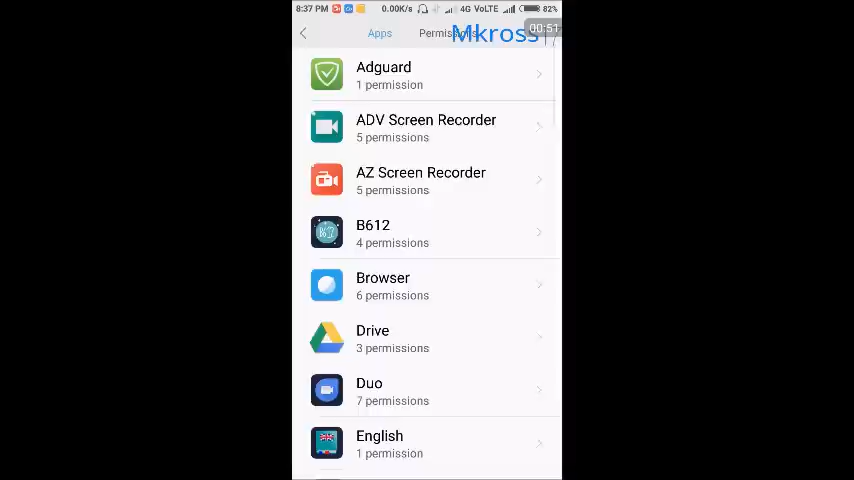 8:37 PM 0.00K/s 4G VoLTE 82%
00:51
Apps Permissions
Mkross
Adguard
1 permission
ADV Screen Recorder
5 permissions
AZ Screen Recorder
5 permissions
B612
4 permissions
Browser
6 permissions
Drive
3 permissions
Duo
7 permissions
English
1 permission